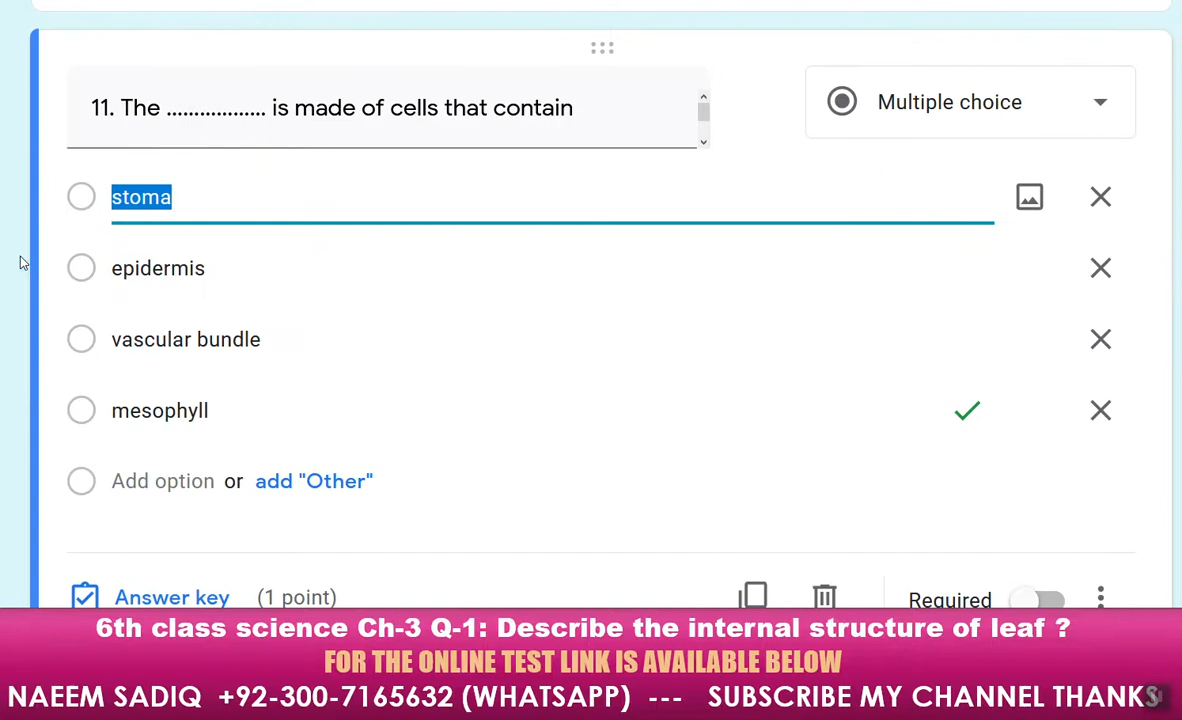 11. The .................. is made of cells that contain
Multiple choice
stoma
epidermis
vascular bundle
mesophyll
Add option or add "Other"
Answer key (1 point)
Required
6th class science Ch-3 Q-1: Describe the internal structure of leaf ?
FOR THE ONLINE TEST LINK IS AVAILABLE BELOW
NAEEM SADIQ +92-300-7165632 (WHATSAPP) --- SUBSCRIBE MY CHANNEL THANKS